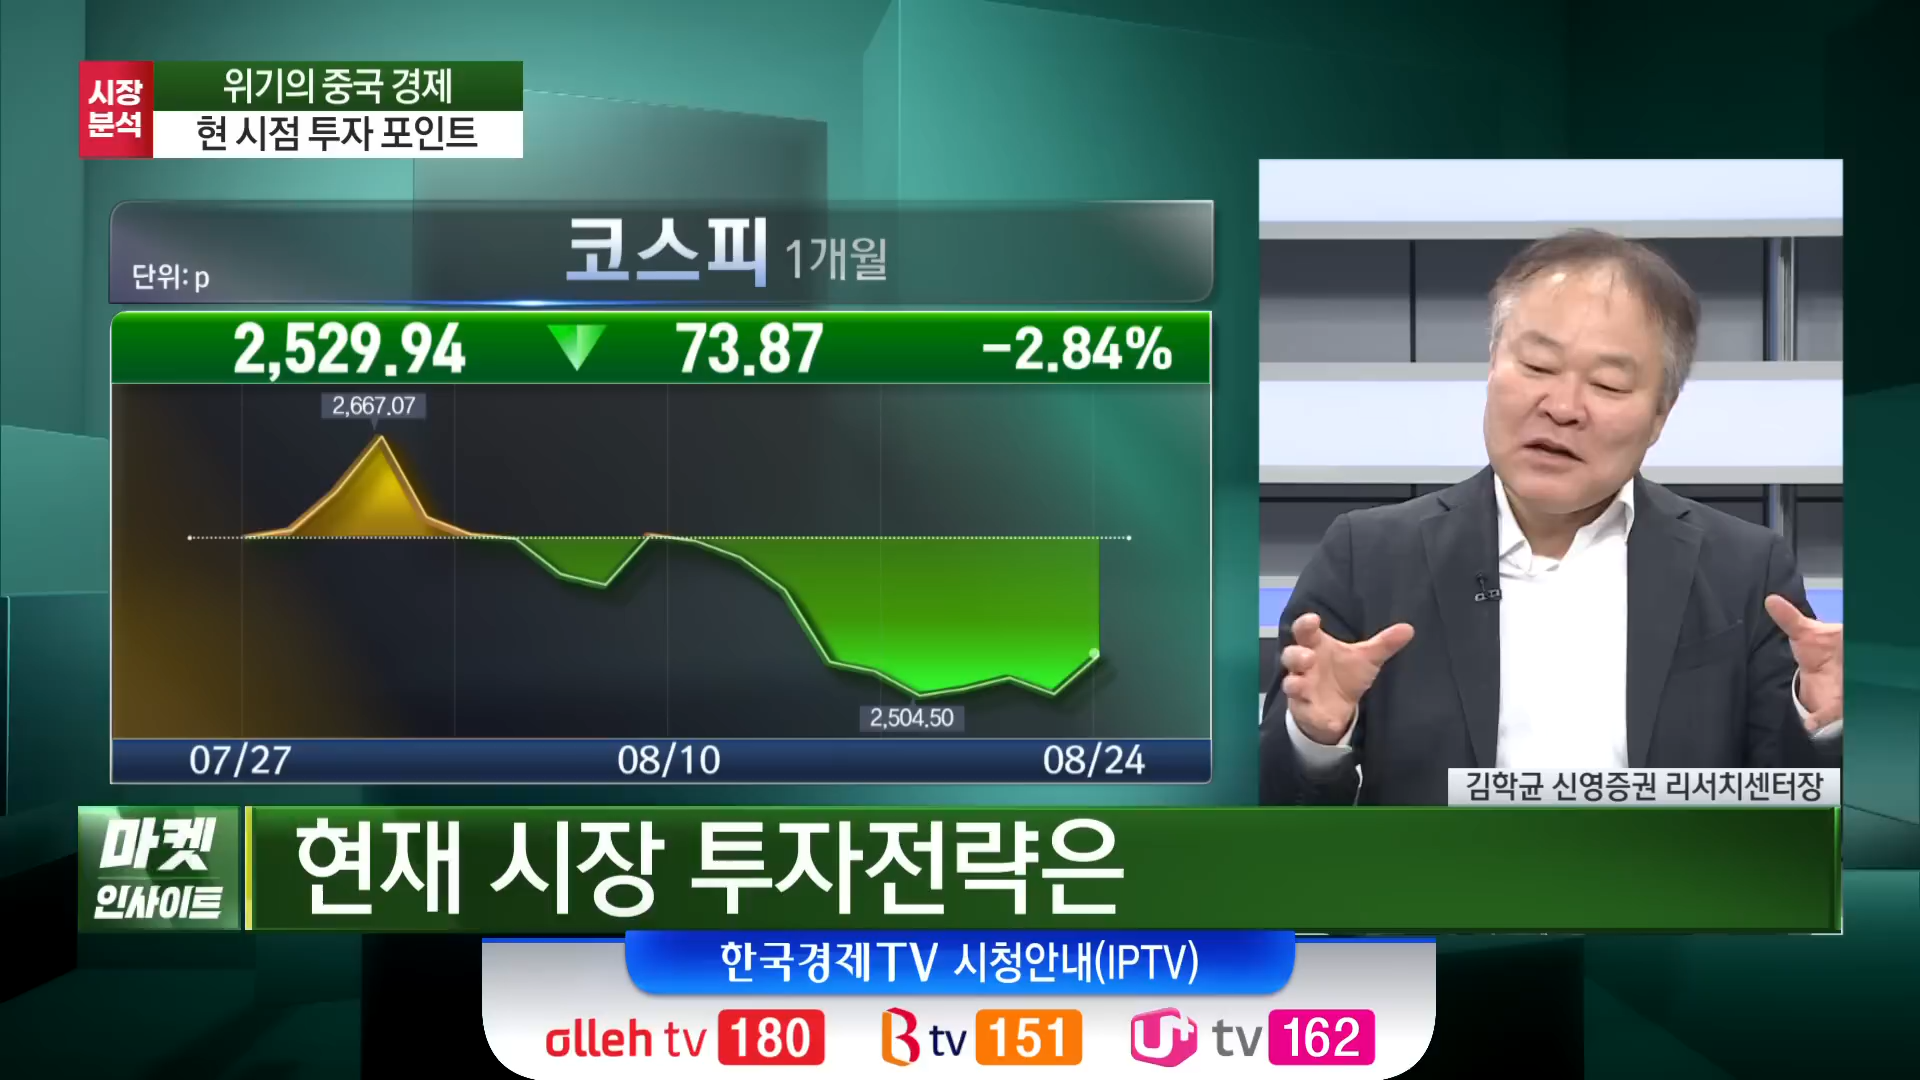 시장
분석
위기의 중국 경제
현 시점 투자 포인트
단위: p
코스피 1개월
2,529.94 ▼ 73.87 -2.84%
2,667.07
2,504.50
07/27 08/10 08/24
김학균 신영증권 리서치센터장
마켓
인사이트
현재 시장 투자전략은
한국경제TV 시청안내(IPTV)
olleh tv 180 B tv 151 U+ tv 162